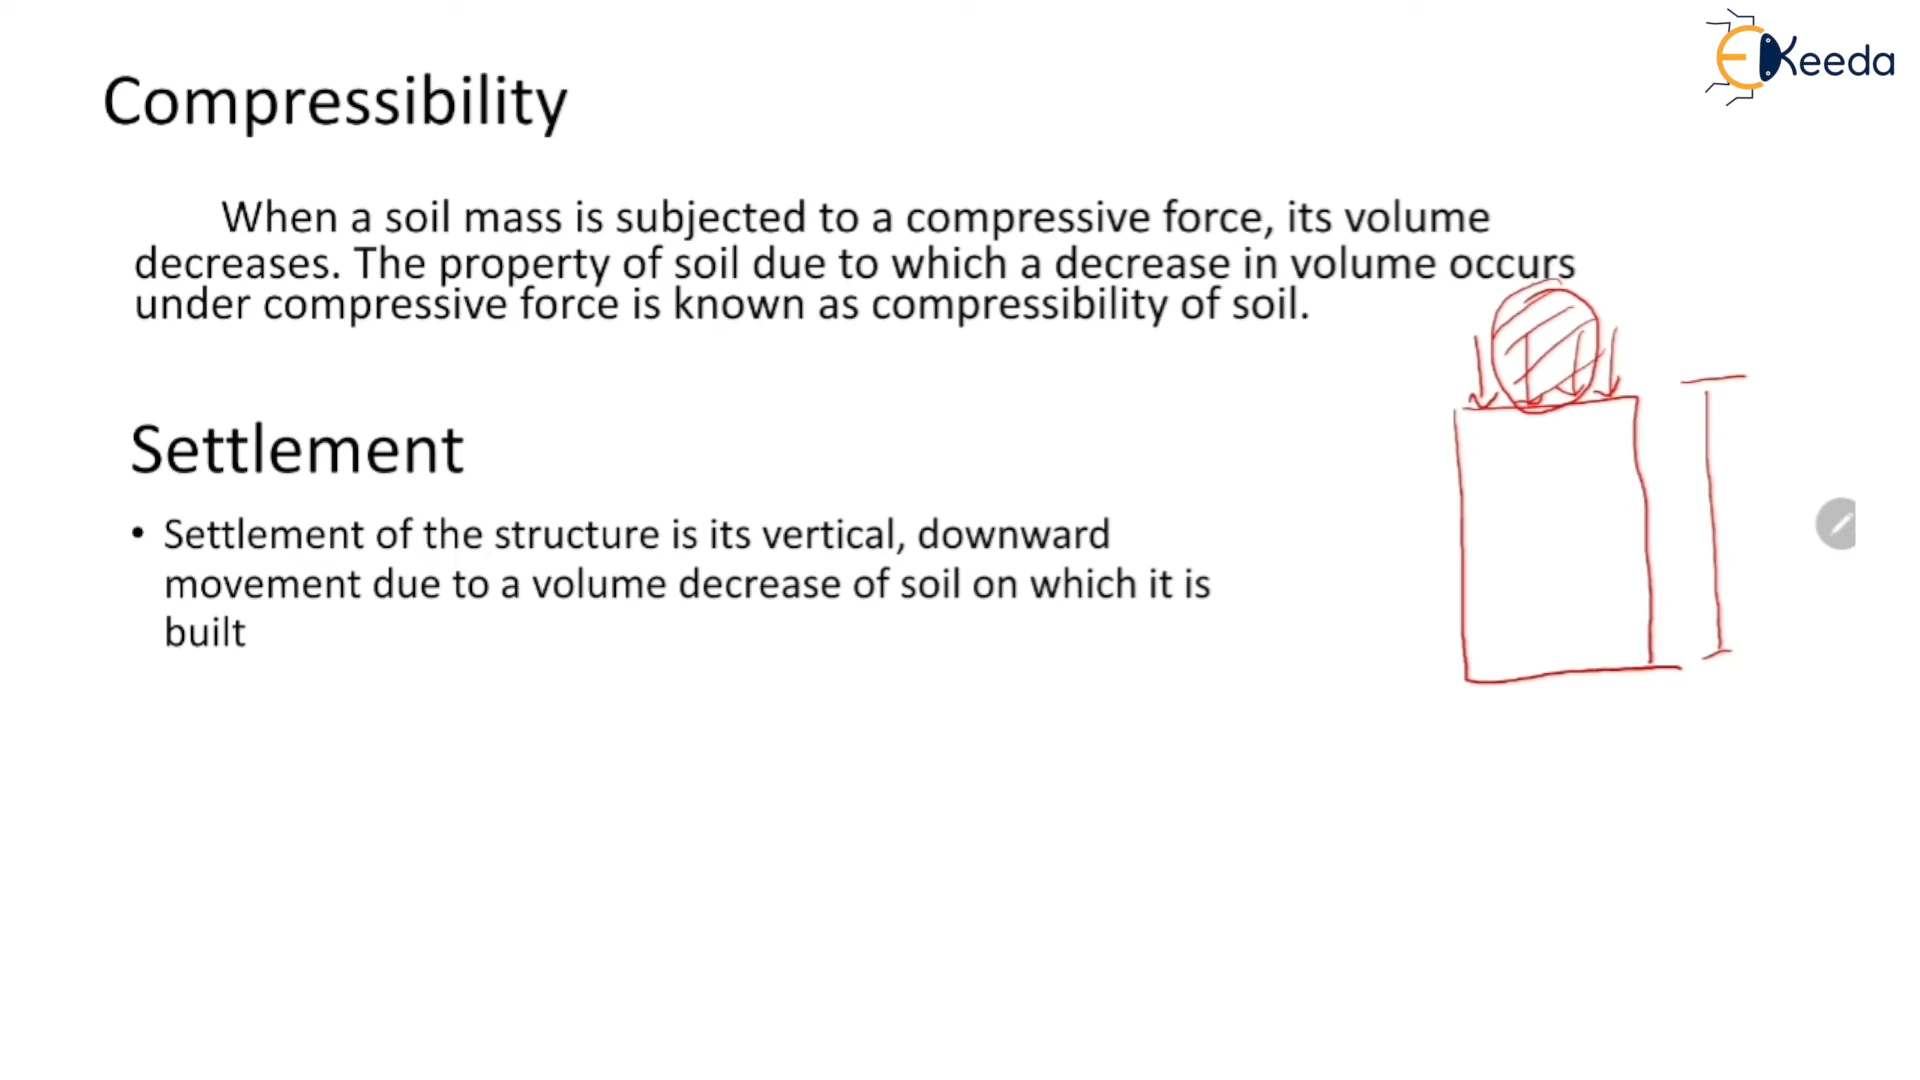 EKeeda
Compressibility
When a soil mass is subjected to a compressive force, its volume
decreases. The property of soil due to which a decrease in volume occurs
under compressive force is known as compressibility of soil.
Settlement
• Settlement of the structure is its vertical, downward
movement due to a volume decrease of soil on which it is
built